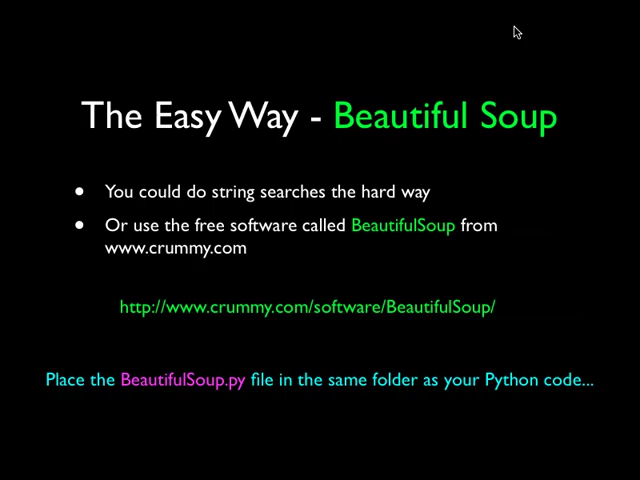 The Easy Way - Beautiful Soup
• You could do string searches the hard way
• Or use the free software called BeautifulSoup from
www.crummy.com
http://www.crummy.com/software/BeautifulSoup/
Place the BeautifulSoup.py file in the same folder as your Python code...